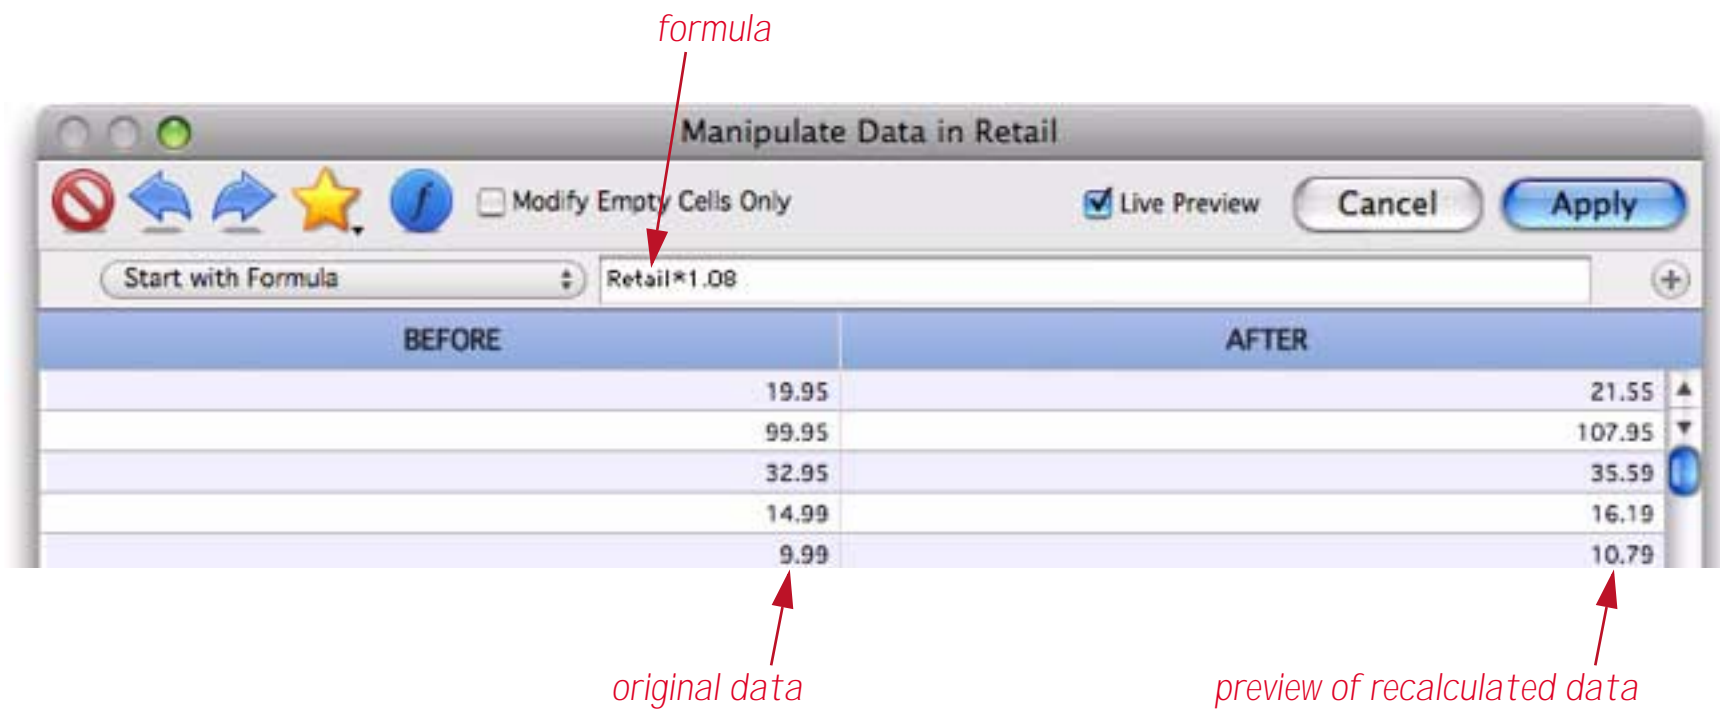 formula
Manipulate Data in Retail
f Modify Empty Cells Only Live Preview Cancel Apply
Start with Formula Retail*1.08
BEFORE AFTER
19.95 21.55
99.95 107.95
32.95 35.59
14.99 16.19
9.99 10.79
original data preview of recalculated data